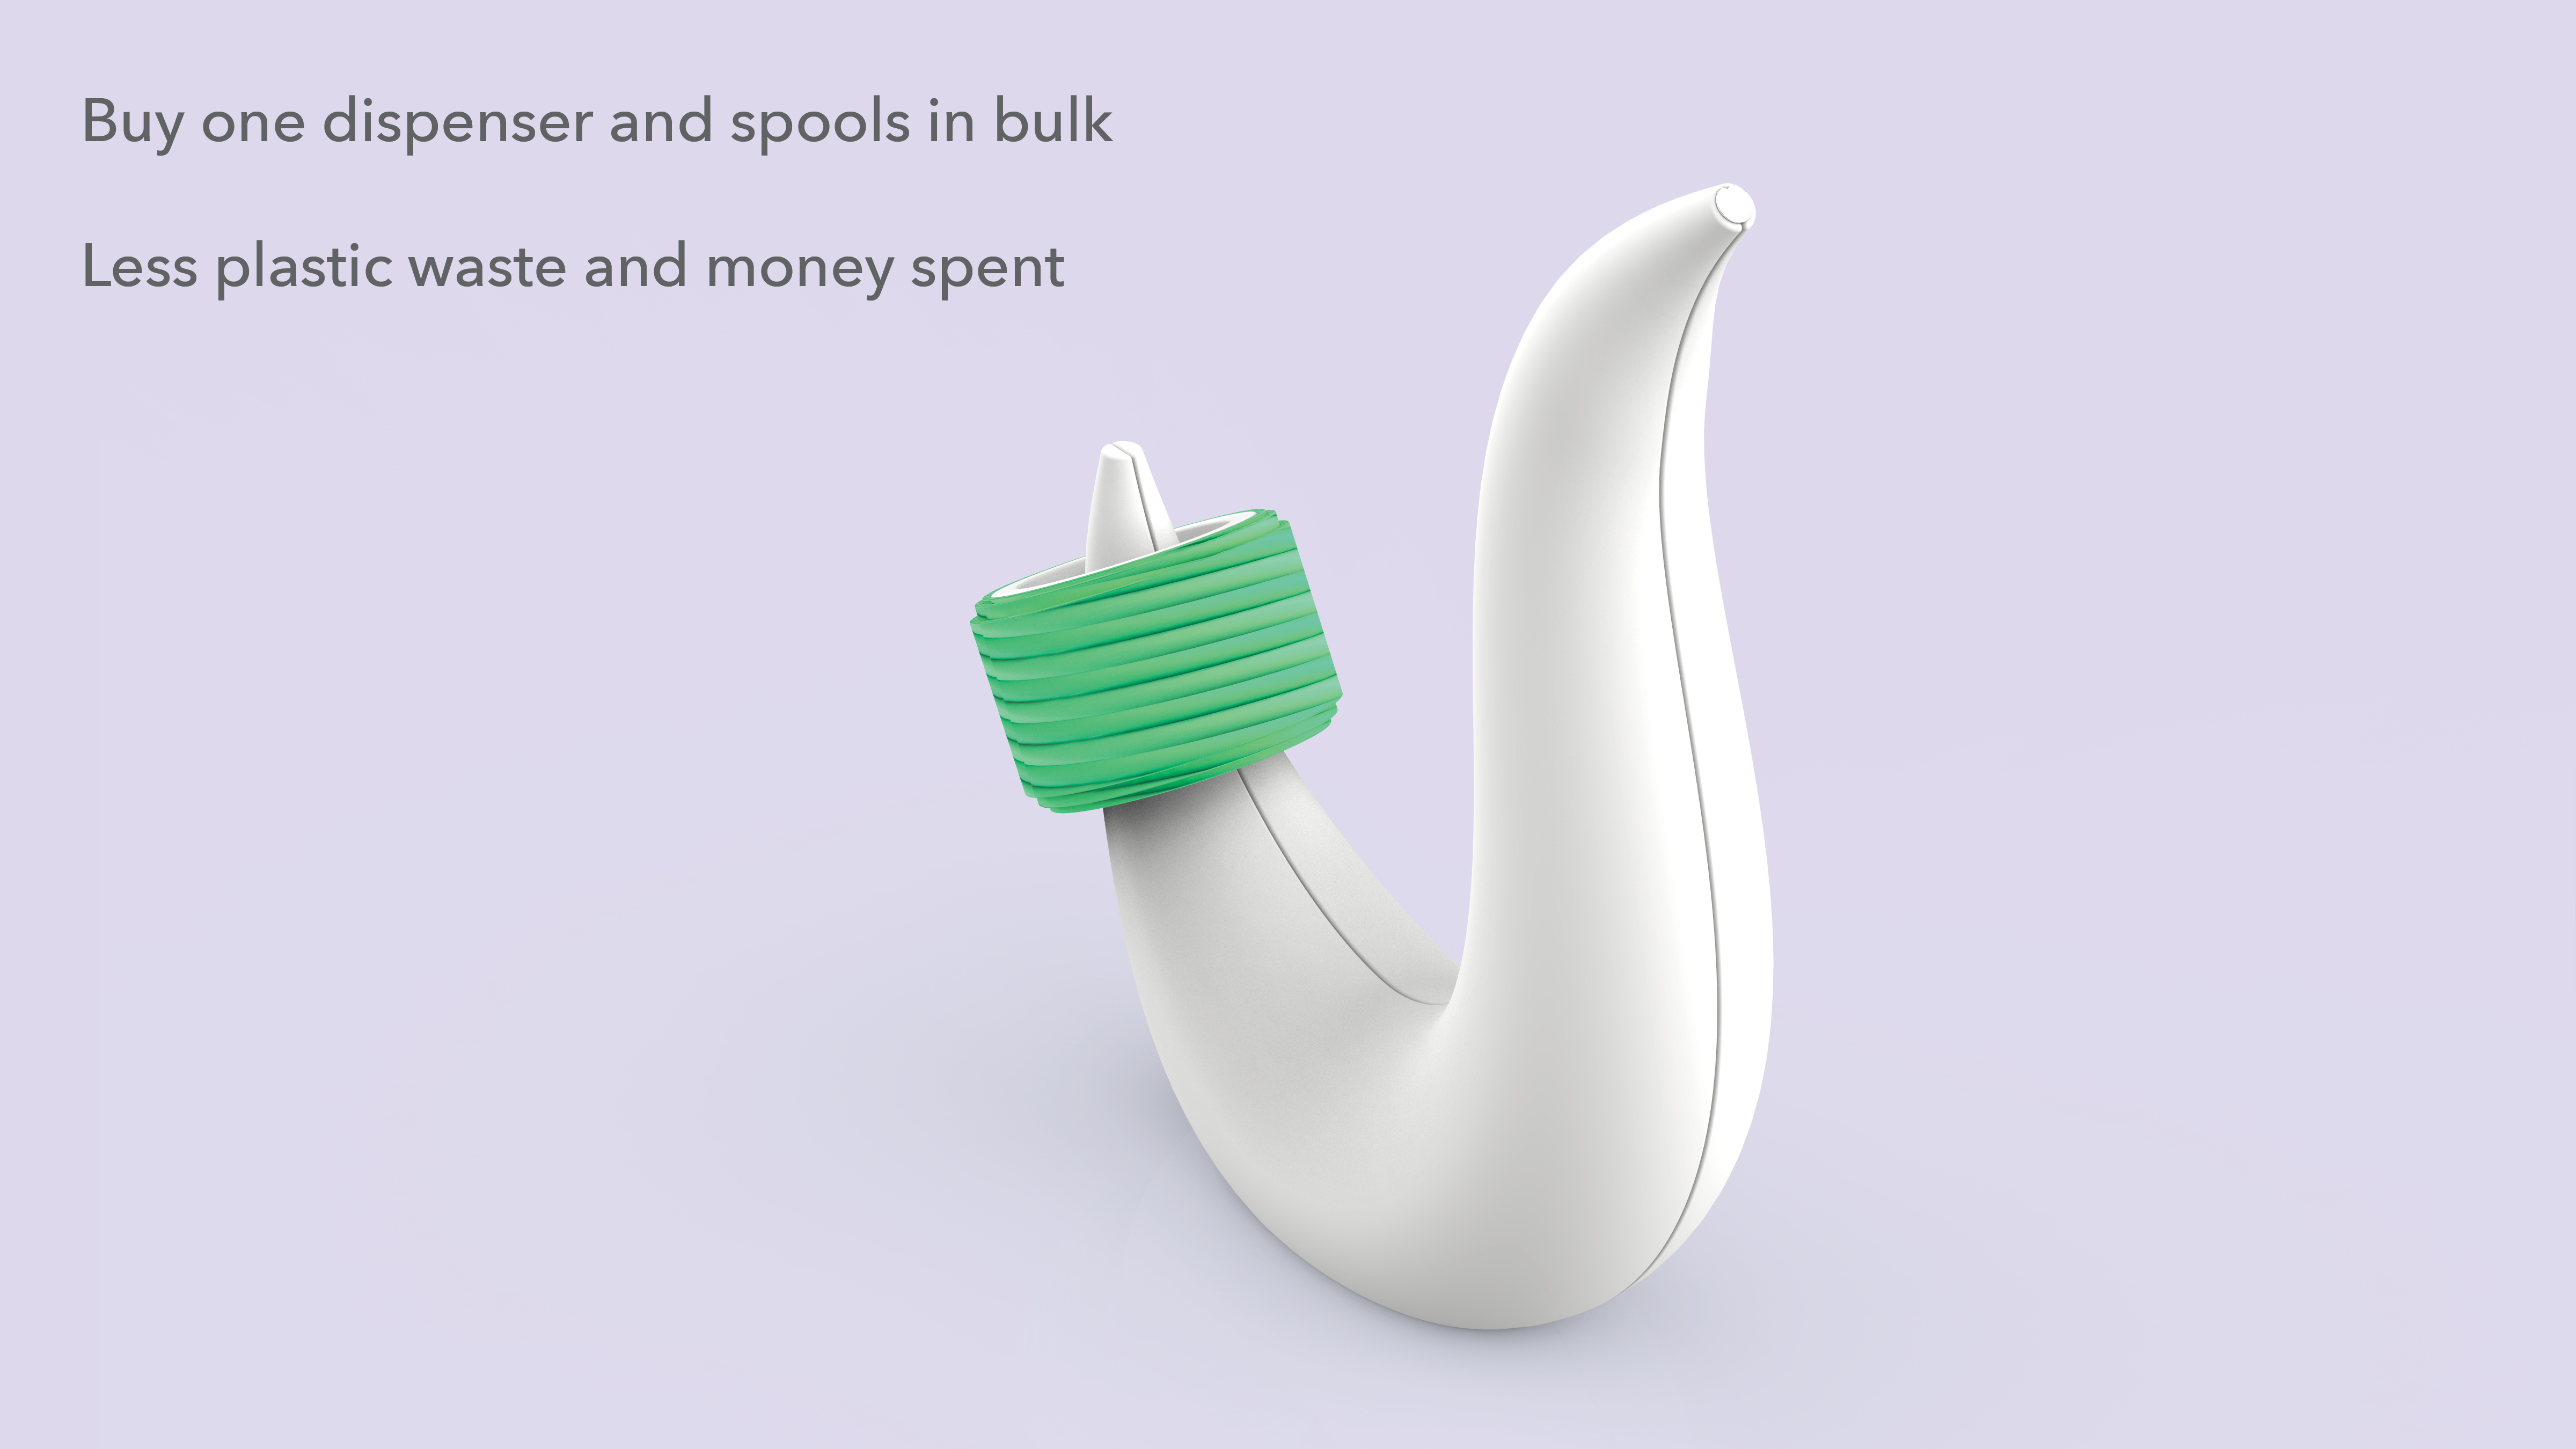 Buy one dispenser and spools in bulk
Less plastic waste and money spent